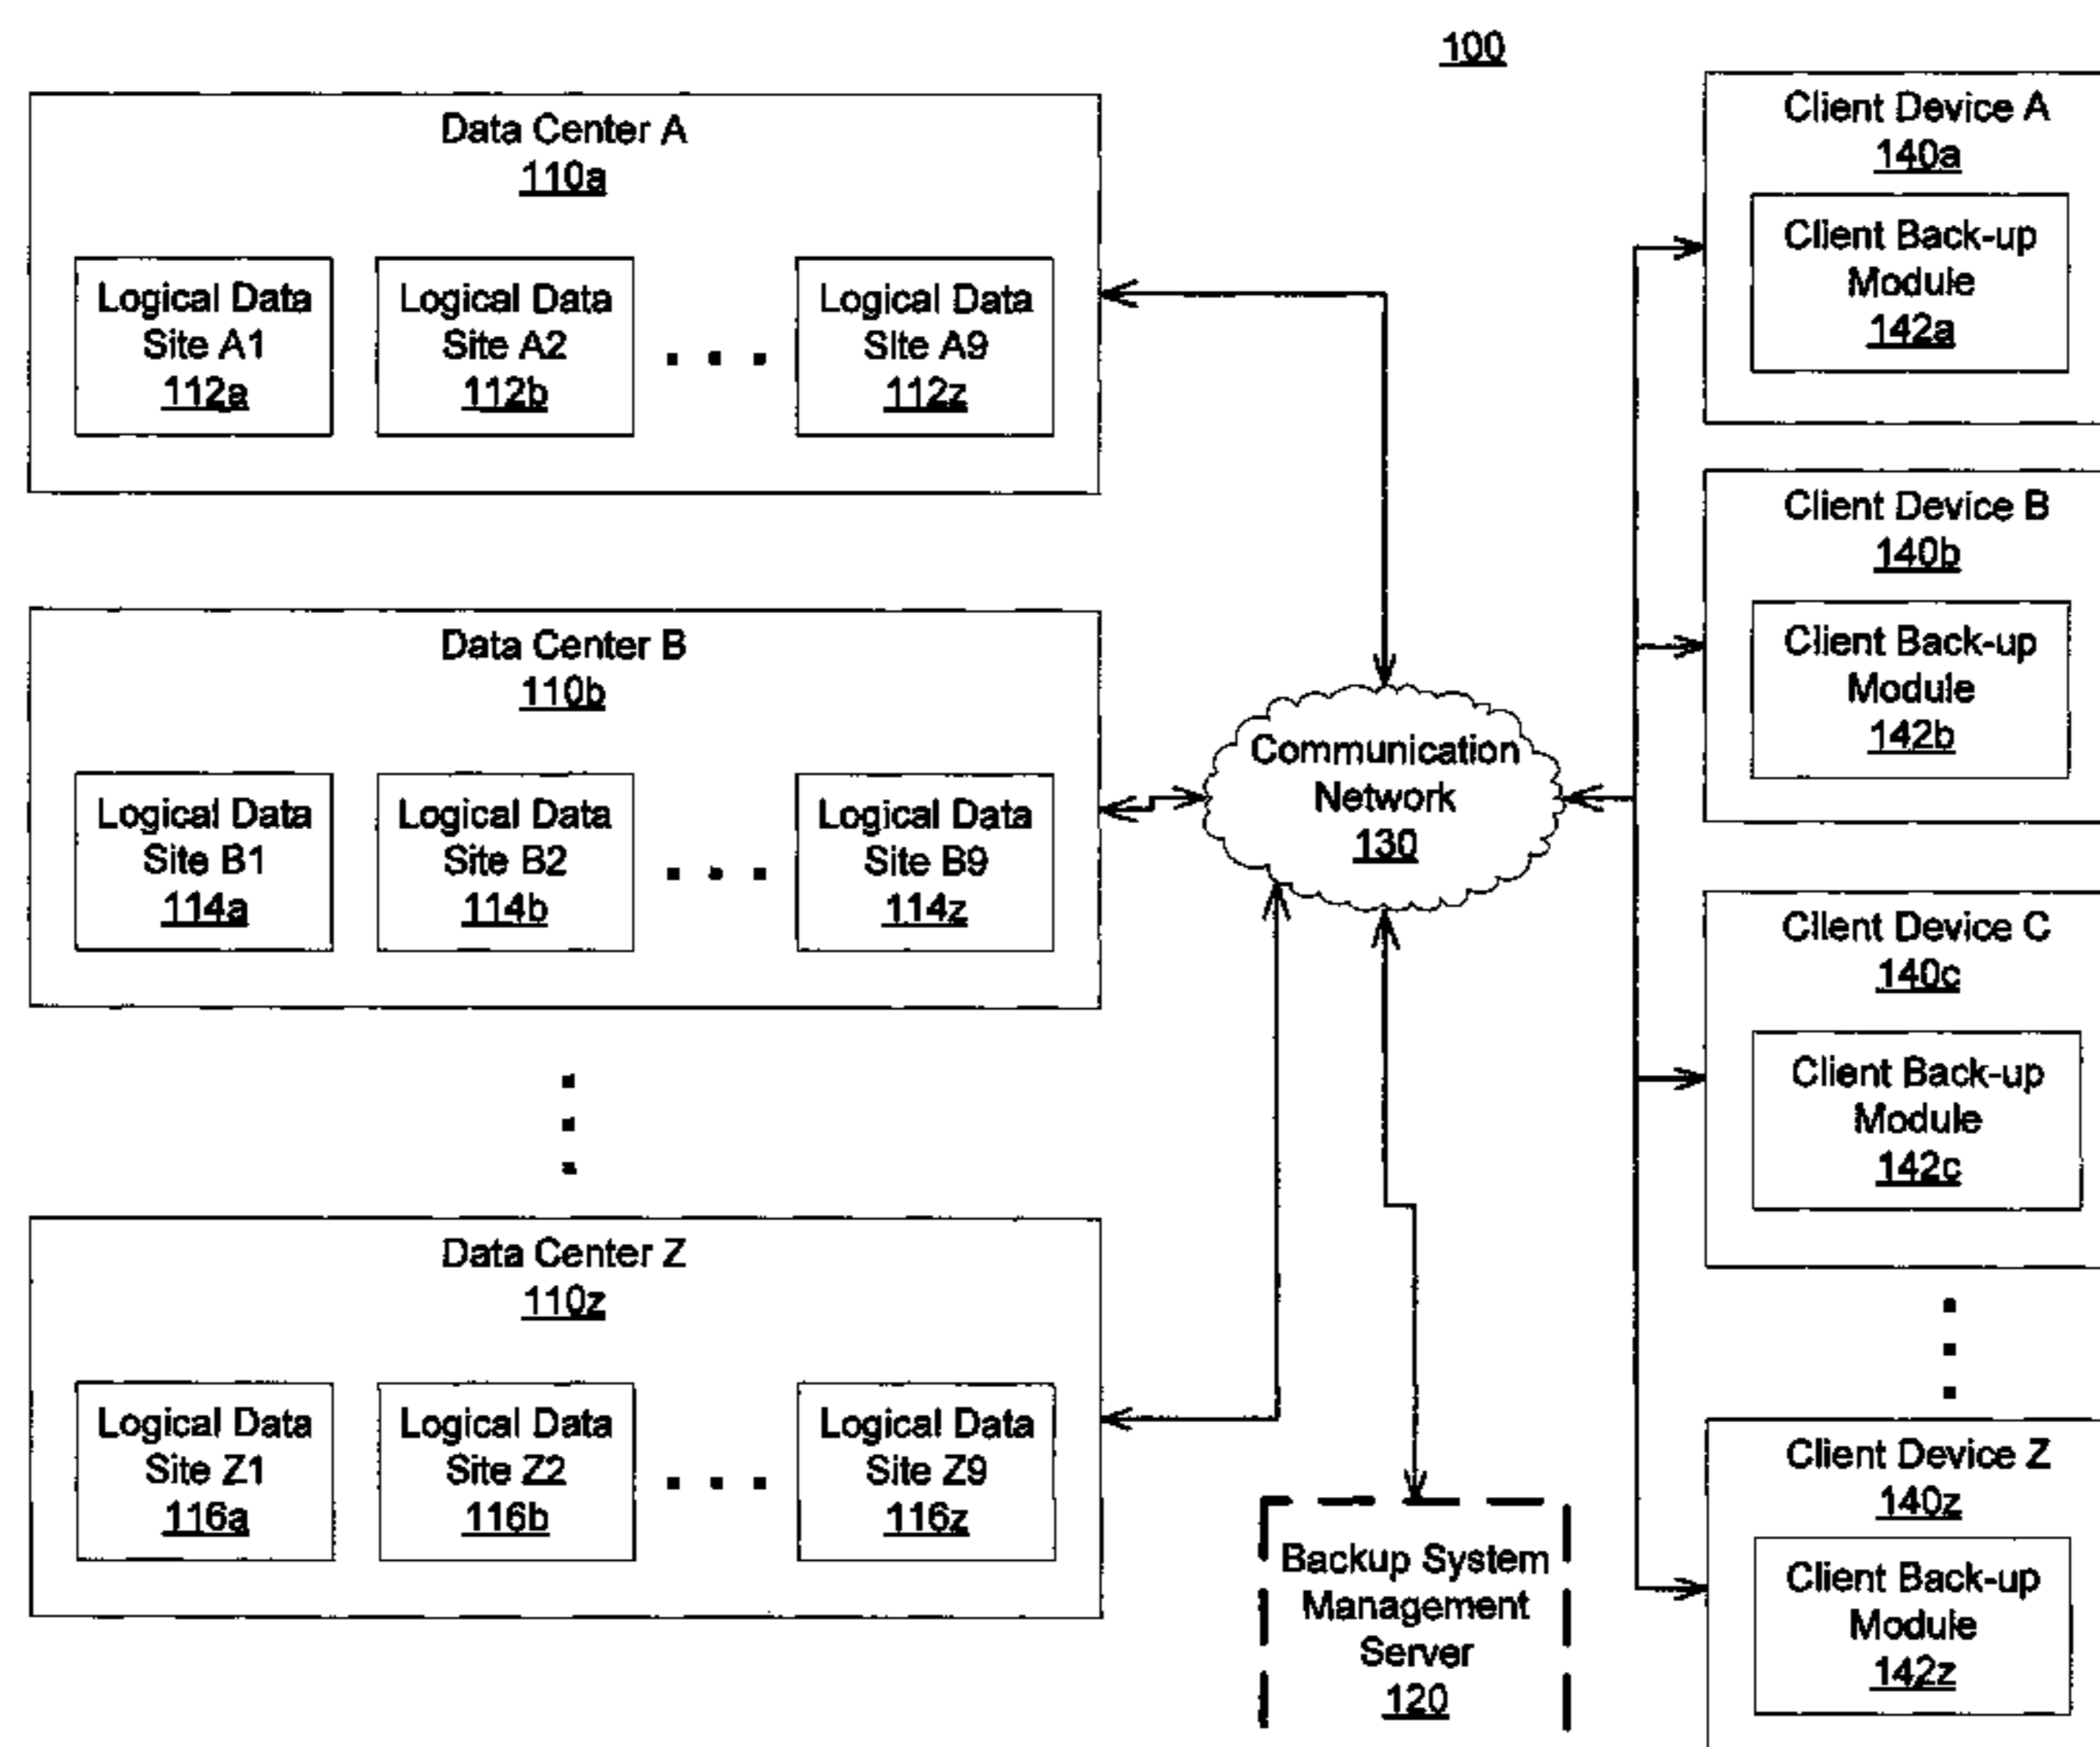 100
Data Center A
110a
Logical Data
Site A1
112a
Logical Data
Site A2
112b
Logical Data
Site A9
112z
Data Center B
110b
Logical Data
Site B1
114a
Logical Data
Site B2
114b
Logical Data
Site B9
114z
Data Center Z
110z
Logical Data
Site Z1
116a
Logical Data
Site Z2
116b
Logical Data
Site Z9
116z
Communication
Network
130
Backup System
Management
Server
120
Client Device A
140a
Client Back-up
Module
142a
Client Device B
140b
Client Back-up
Module
142b
Client Device C
140c
Client Back-up
Module
142c
Client Device Z
140z
Client Back-up
Module
142z